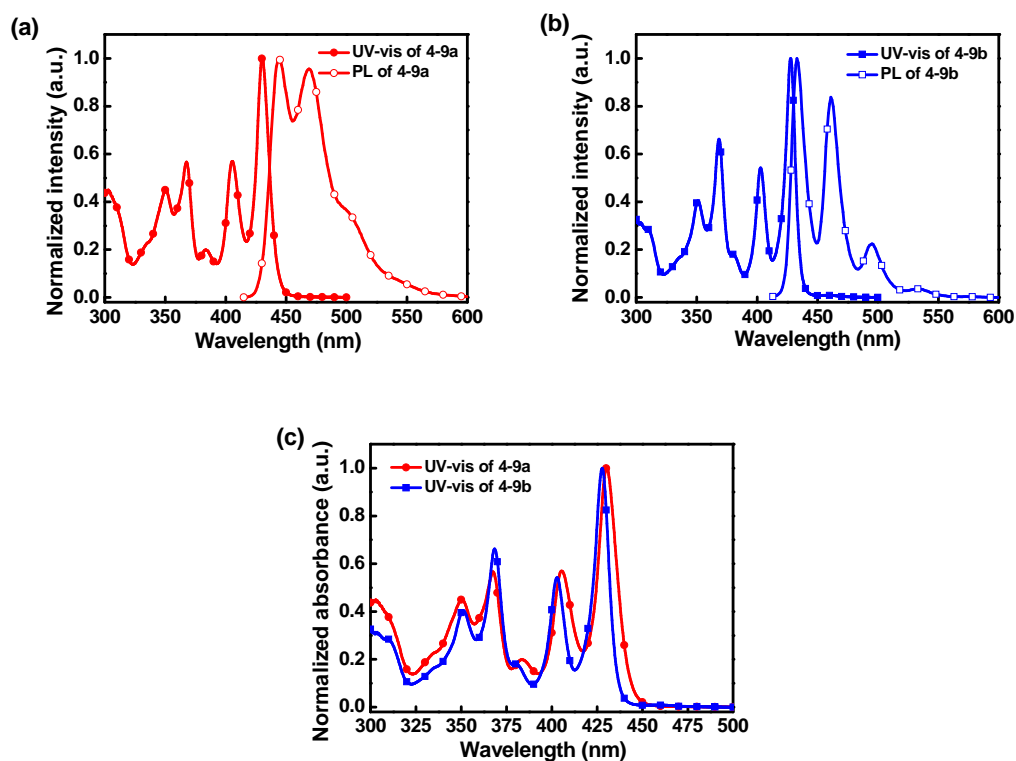 (a)
UV-vis of 4-9a
PL of 4-9a
1.0
0.8
0.6
0.4
0.2
0.0
Normalized intensity (a.u.)
300 350 400 450 500 550 600
Wavelength (nm)
(b)
UV-vis of 4-9b
PL of 4-9b
1.0
0.8
0.6
0.4
0.2
0.0
Normalized intensity (a.u.)
300 350 400 450 500 550 600
Wavelength (nm)
(c)
UV-vis of 4-9a
UV-vis of 4-9b
1.0
0.8
0.6
0.4
0.2
0.0
Normalized absorbance (a.u.)
300 325 350 375 400 425 450 475 500
Wavelength (nm)